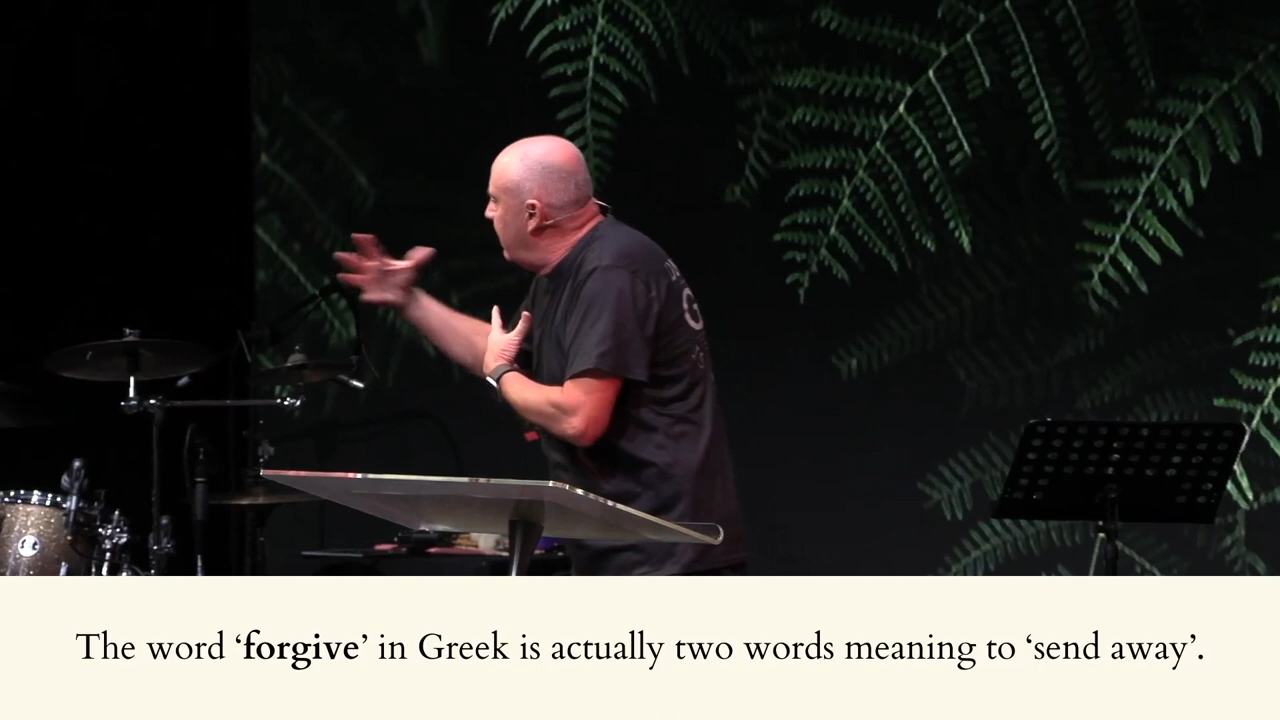 The word ‘forgive’ in Greek is actually two words meaning to ‘send away’.